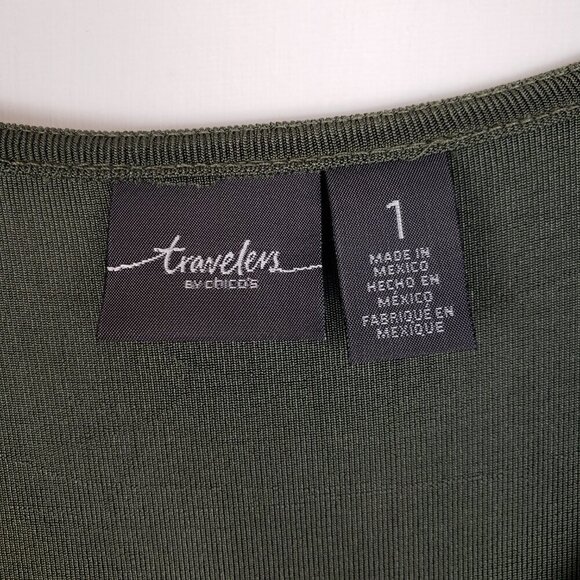 travelers
BY chico's
1
MADE IN
MEXICO
HECHO EN
MÉXICO
FABRIQUÉ EN
MEXIQUE